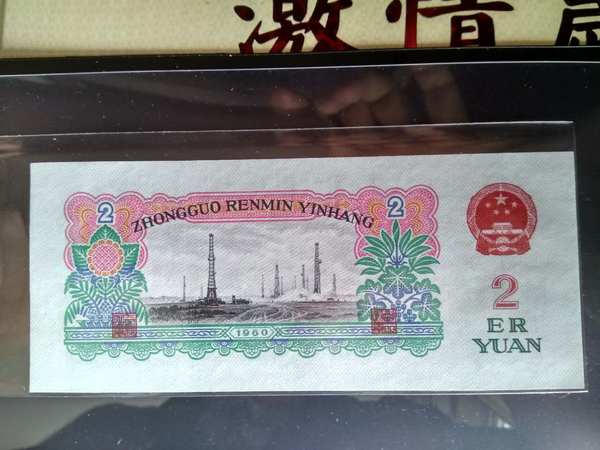 激情
2
2
ZHONGGUO RENMIN YINHANG
1960
2
ER
YUAN